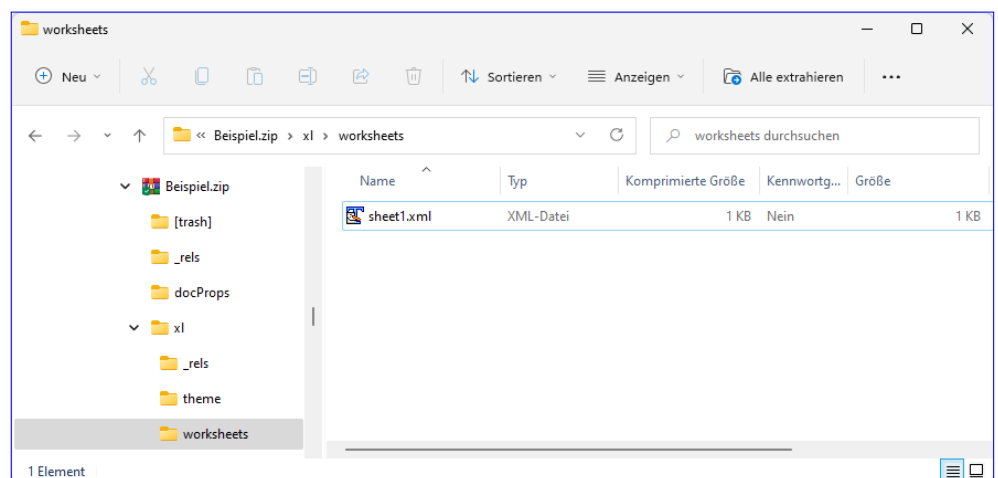 worksheets
Neu
Sortieren
Anzeigen
Alle extrahieren
...
« Beispiel.zip > xl > worksheets
worksheets durchsuchen
Beispiel.zip
[trash]
_rels
docProps
xl
_rels
theme
worksheets
Name Typ Komprimierte Größe Kennwortg... Größe
sheet1.xml XML-Datei 1 KB Nein 1 KB
1 Element